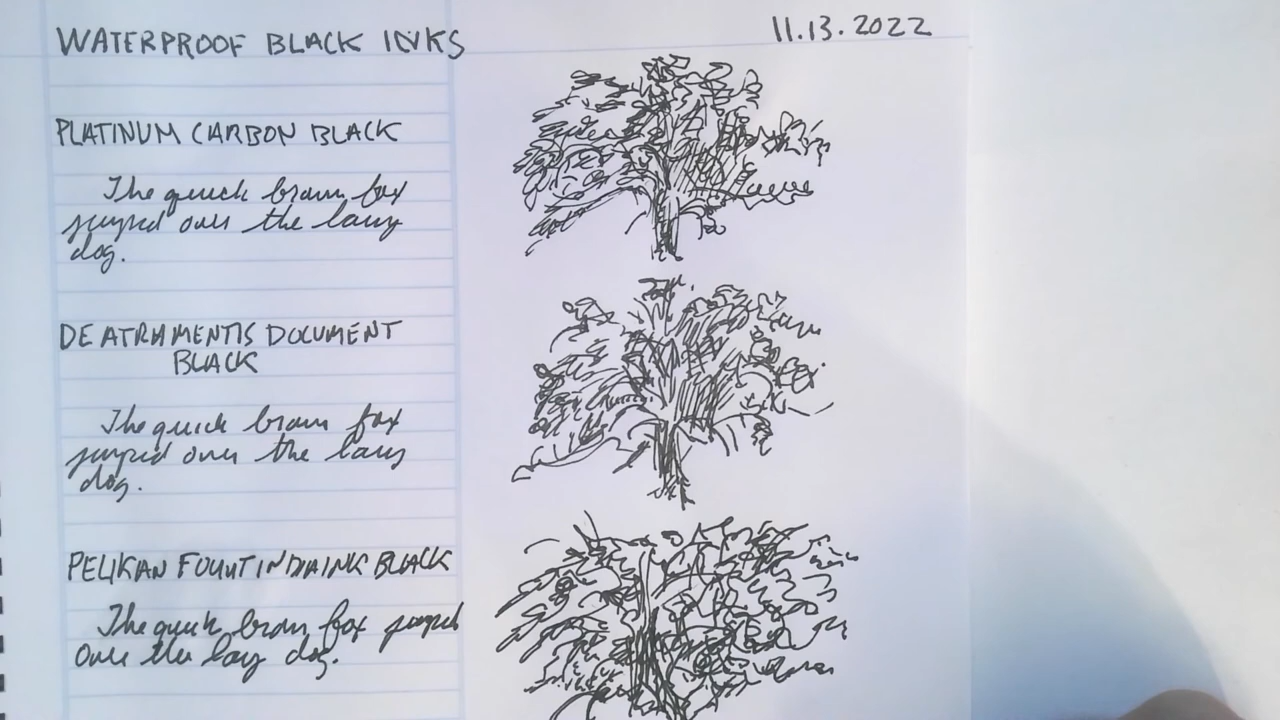 WATERPROOF BLACK INKS
11.13.2022
PLATINUM CARBON BLACK
The quick brown fox
jumped over the lazy
dog.
DE ATRAMENTIS DOCUMENT
BLACK
The quick brown fox
jumped over the lazy
dog.
PELIKAN FOUNT INDIA INK BLACK
The quick brown fox jumped
over the lazy dog.